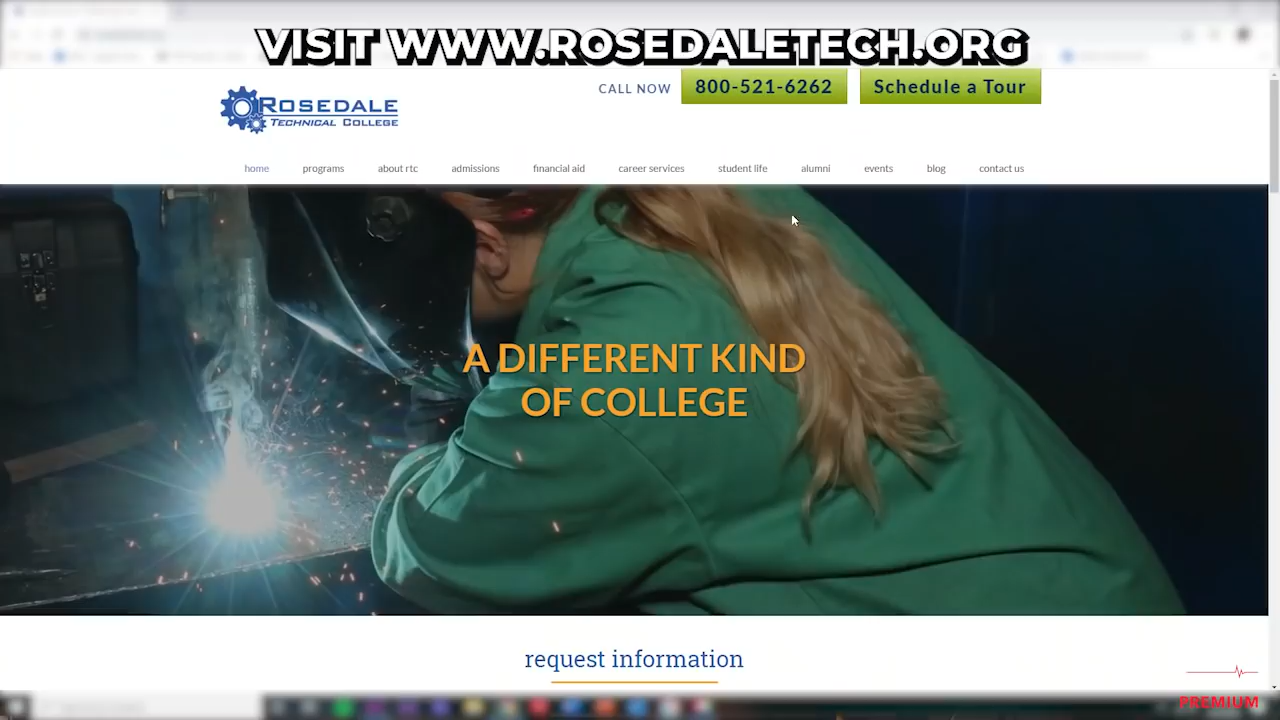 VISIT WWW.ROSEDALETECH.ORG
CALL NOW
800-521-6262
Schedule a Tour
ROSEDALE
TECHNICAL COLLEGE
home
programs
about rtc
admissions
financial aid
career services
student life
alumni
events
blog
contact us
A DIFFERENT KIND
OF COLLEGE
request information
PREMIUM